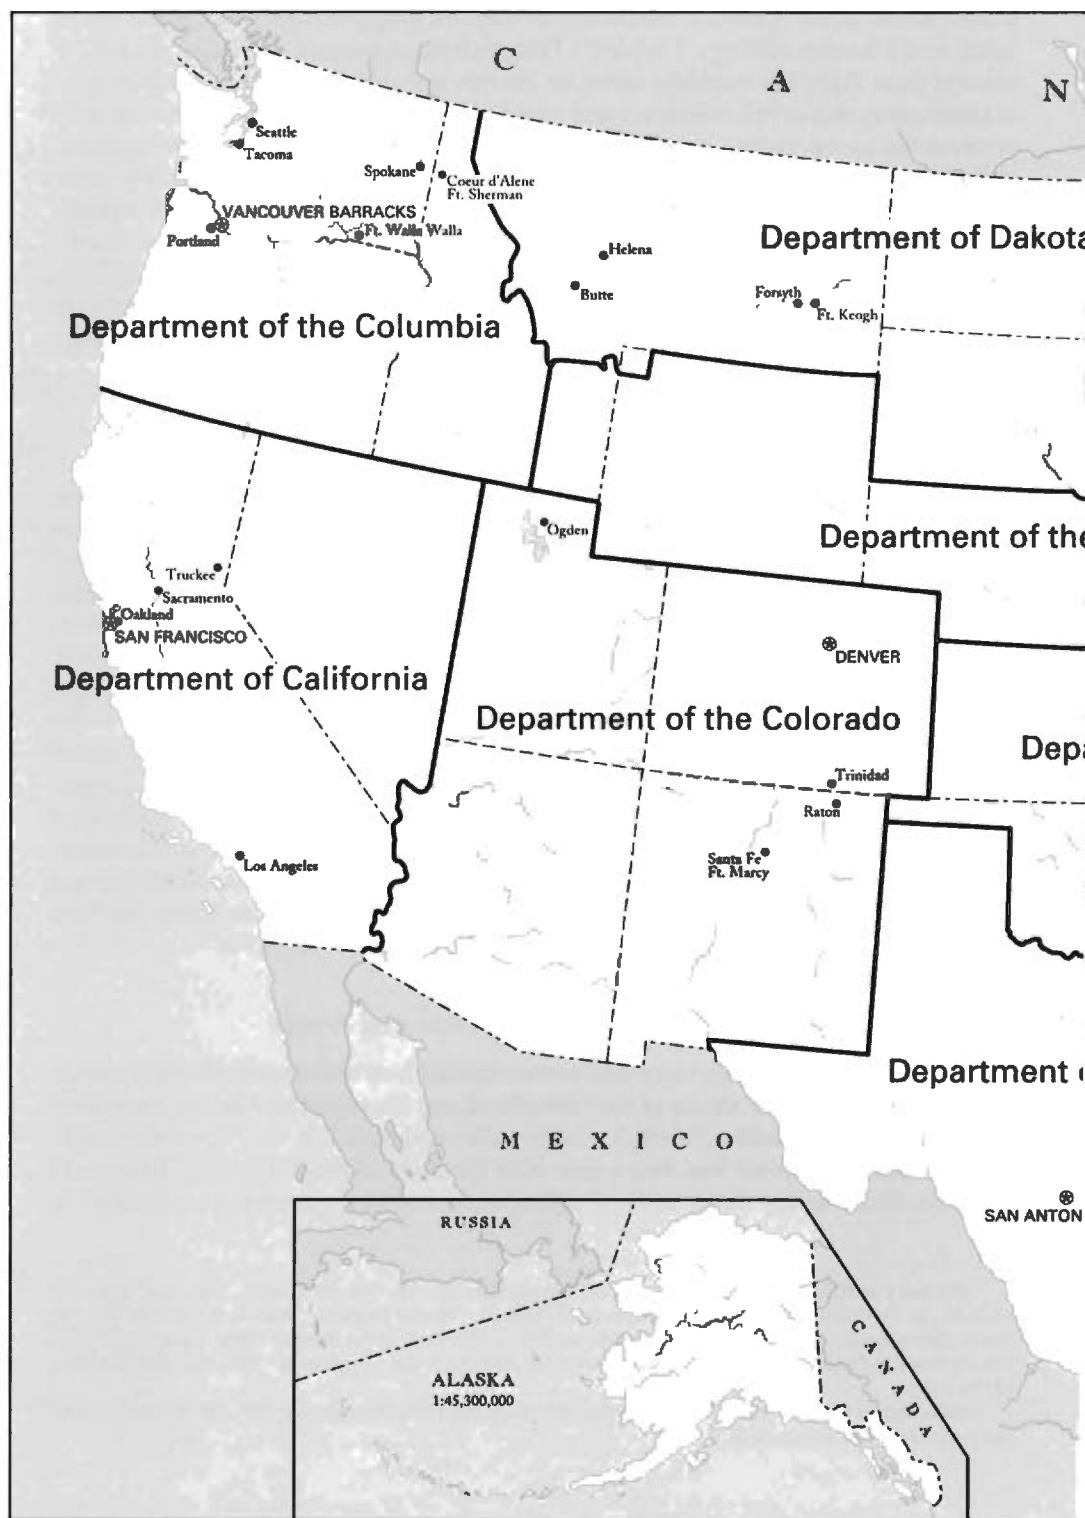 C A N
Seattle
Tacoma
Spokane
Coeur d'Alene
Ft. Sherman
VANCOUVER BARRACKS
Portland
Ft. Walla Walla
Department of Dakota
Helena
Butte
Forsyth
Ft. Keogh
Department of the Columbia
Ogden
Department of the
Truckee
Sacramento
Oakland
SAN FRANCISCO
DENVER
Department of California
Department of the Colorado
Depa
Trinidad
Raton
Santa Fe
Ft. Marcy
Los Angeles
Department
MEXICO
SAN ANTON
RUSSIA
CANADA
ALASKA
1:45,300,000